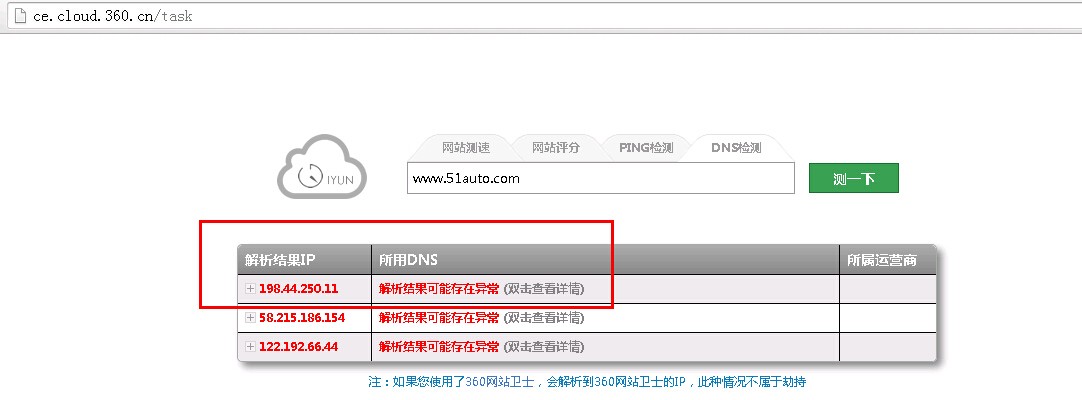 ce.cloud.360.cn/task
网站测速 网站评分 PING检测 DNS检测
IYUN
www.51auto.com 测一下
解析结果IP 所用DNS 所属运营商
198.44.250.11 解析结果可能存在异常 (双击查看详情)
58.215.186.154 解析结果可能存在异常 (双击查看详情)
122.192.66.44 解析结果可能存在异常 (双击查看详情)
注：如果您使用了360网站卫士，会解析到360网站卫士的IP，此种情况不属于劫持